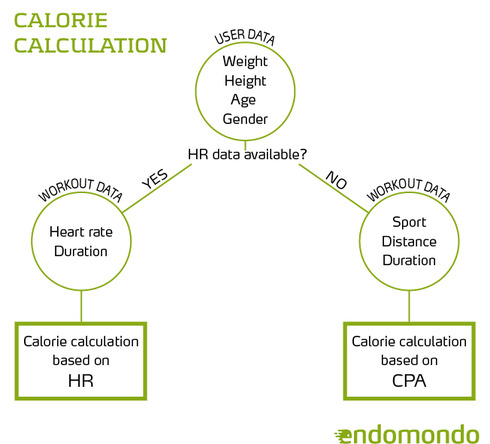 CALORIE
CALCULATION
USER DATA
Weight
Height
Age
Gender
HR data available?
YES
NO
WORKOUT DATA
Heart rate
Duration
WORKOUT DATA
Sport
Distance
Duration
Calorie calculation
based on
HR
Calorie calculation
based on
CPA
endomondo